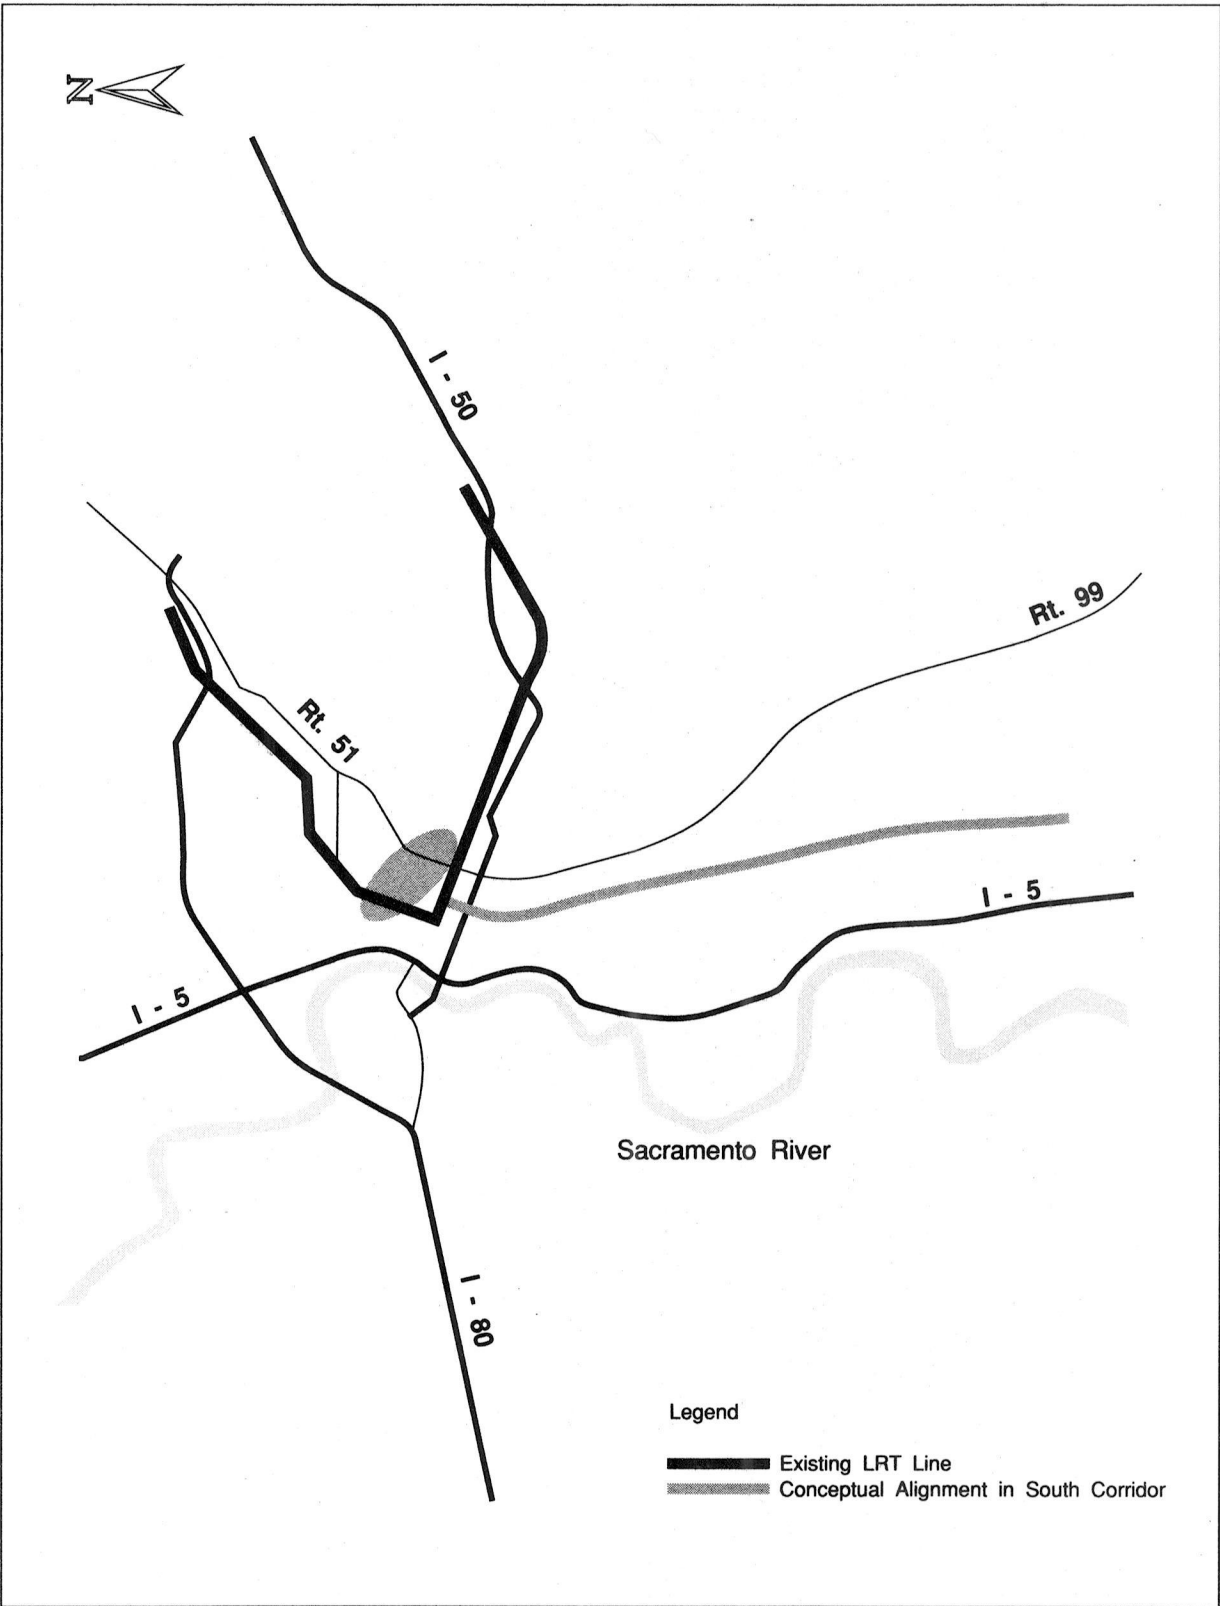 N
I - 50
Rt. 99
Rt. 51
I - 5
I - 5
Sacramento River
I - 80
Legend
Existing LRT Line
Conceptual Alignment in South Corridor